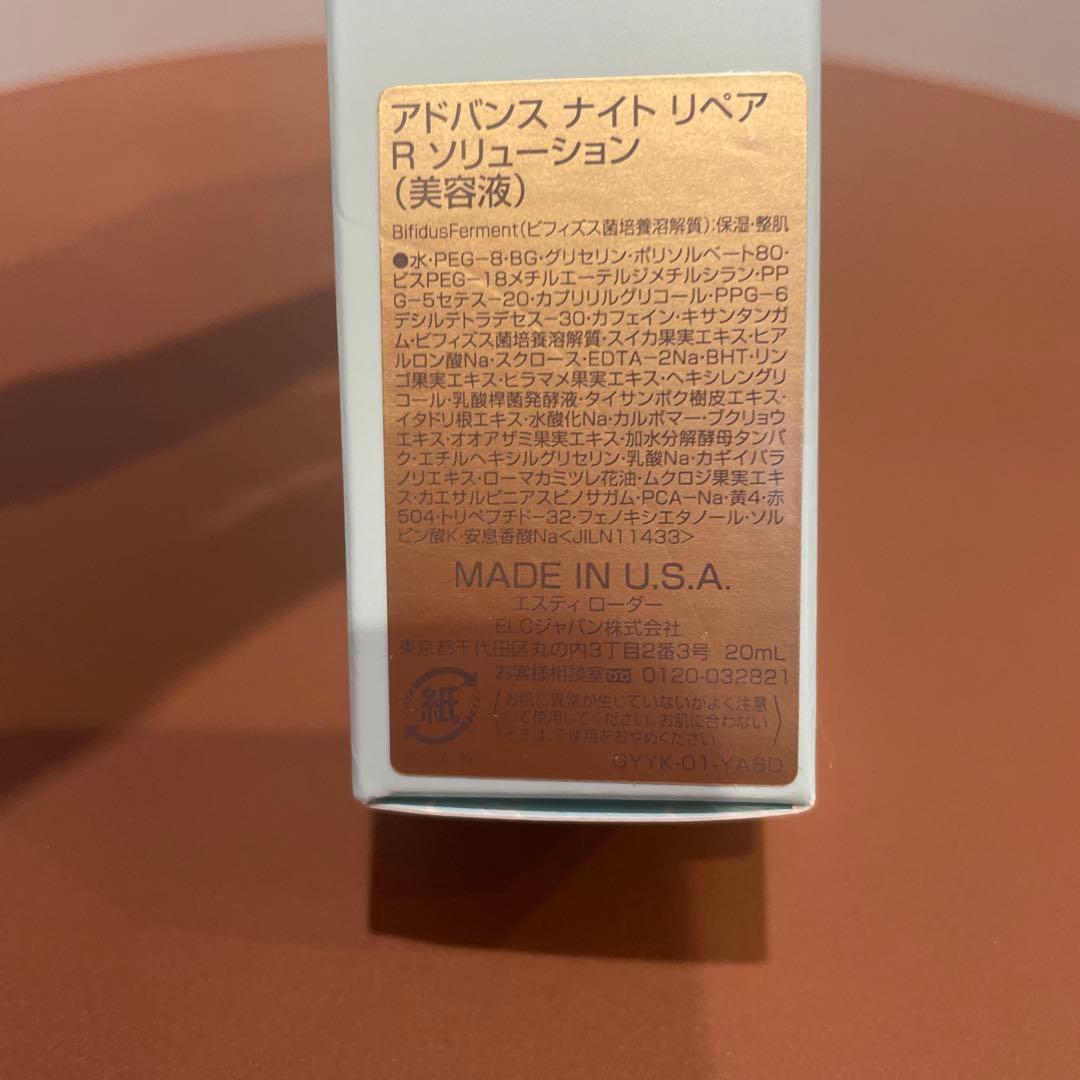 アドバンス ナイト リペア
R ソリューション
(美容液)
BifidusFerment(ビフィズス菌培養溶解質):保湿・整肌
●水・PEG-8・BG・グリセリン・ポリソルベート80・
ビスPEG-18メチルエーテルジメチルシラン・PP
G-5セテス-20・カプリリルグリコール・PPG-6
デシルテトラデセス-30・カフェイン・キサンタンガ
ム・ビフィズス菌培養溶解質・スイカ果実エキス・ヒア
ルロン酸Na・スクロース・EDTA-2Na・BHT・リン
ゴ果実エキス・ヒラマメ果実エキス・ヘキシレングリ
コール・乳酸桿菌発酵液・タイサンボク樹皮エキス・
イタドリ根エキス・水酸化Na・カルボマー・ブクリョウ
エキス・オオアザミ果実エキス・加水分解酵母タンパ
ク・エチルヘキシルグリセリン・乳酸Na・カギイバラ
ノリエキス・ローマカミツレ花油・ムクロジ果実エキ
ス・カエサルピニアスピノサガム・PCA-Na・黄4・赤
504・トリペプチド-32・フェノキシエタノール・ソル
ビン酸K・安息香酸Na<JILN11433>
MADE IN U.S.A.
エスティ ローダー
ELCジャパン株式会社
東京都千代田区丸の内3丁目2番3号 20mL
お客様相談室 0120-032821
紙
お肌に異常が生じていないかよく注意
して使用してください。お肌に合わない
ときは、ご使用をおやめください。
6YYK-01-YA6D